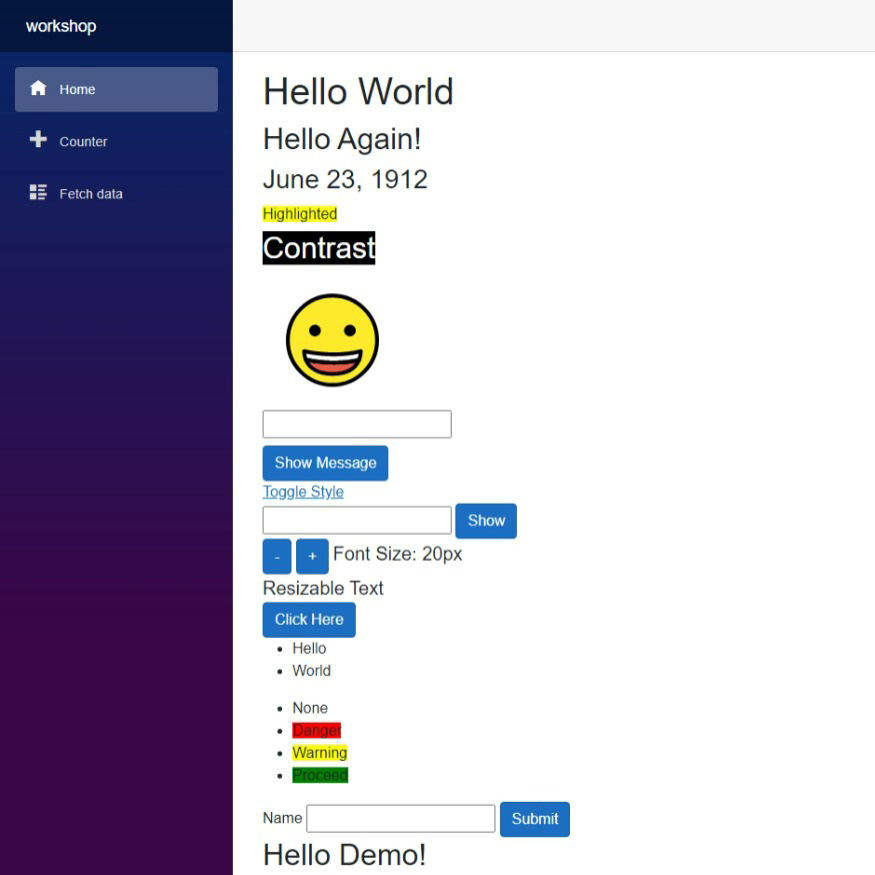 workshop
Home
Counter
Fetch data
Hello World
Hello Again!
June 23, 1912
Highlighted
Contrast
Show Message
Toggle Style
Show
- + Font Size: 20px
Resizable Text
Click Here
Hello
World
None
Danger
Warning
Proceed
Name Submit
Hello Demo!